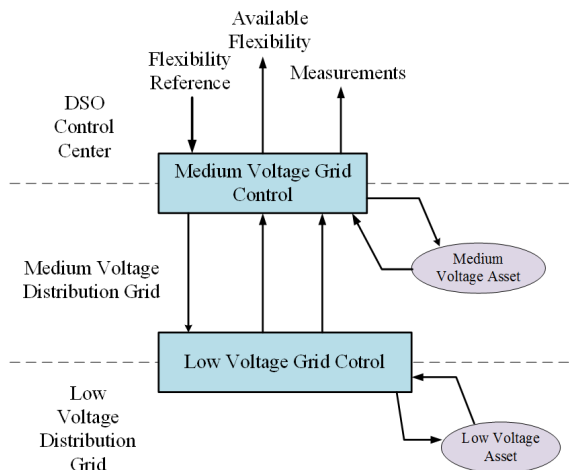 Available
Flexibility
Flexibility
Reference
Measurements
DSO
Control
Center
Medium Voltage Grid
Control
Medium Voltage
Distribution Grid
Medium
Voltage Asset
Low Voltage Grid Cotrol
Low
Voltage
Distribution
Grid
Low Voltage
Asset